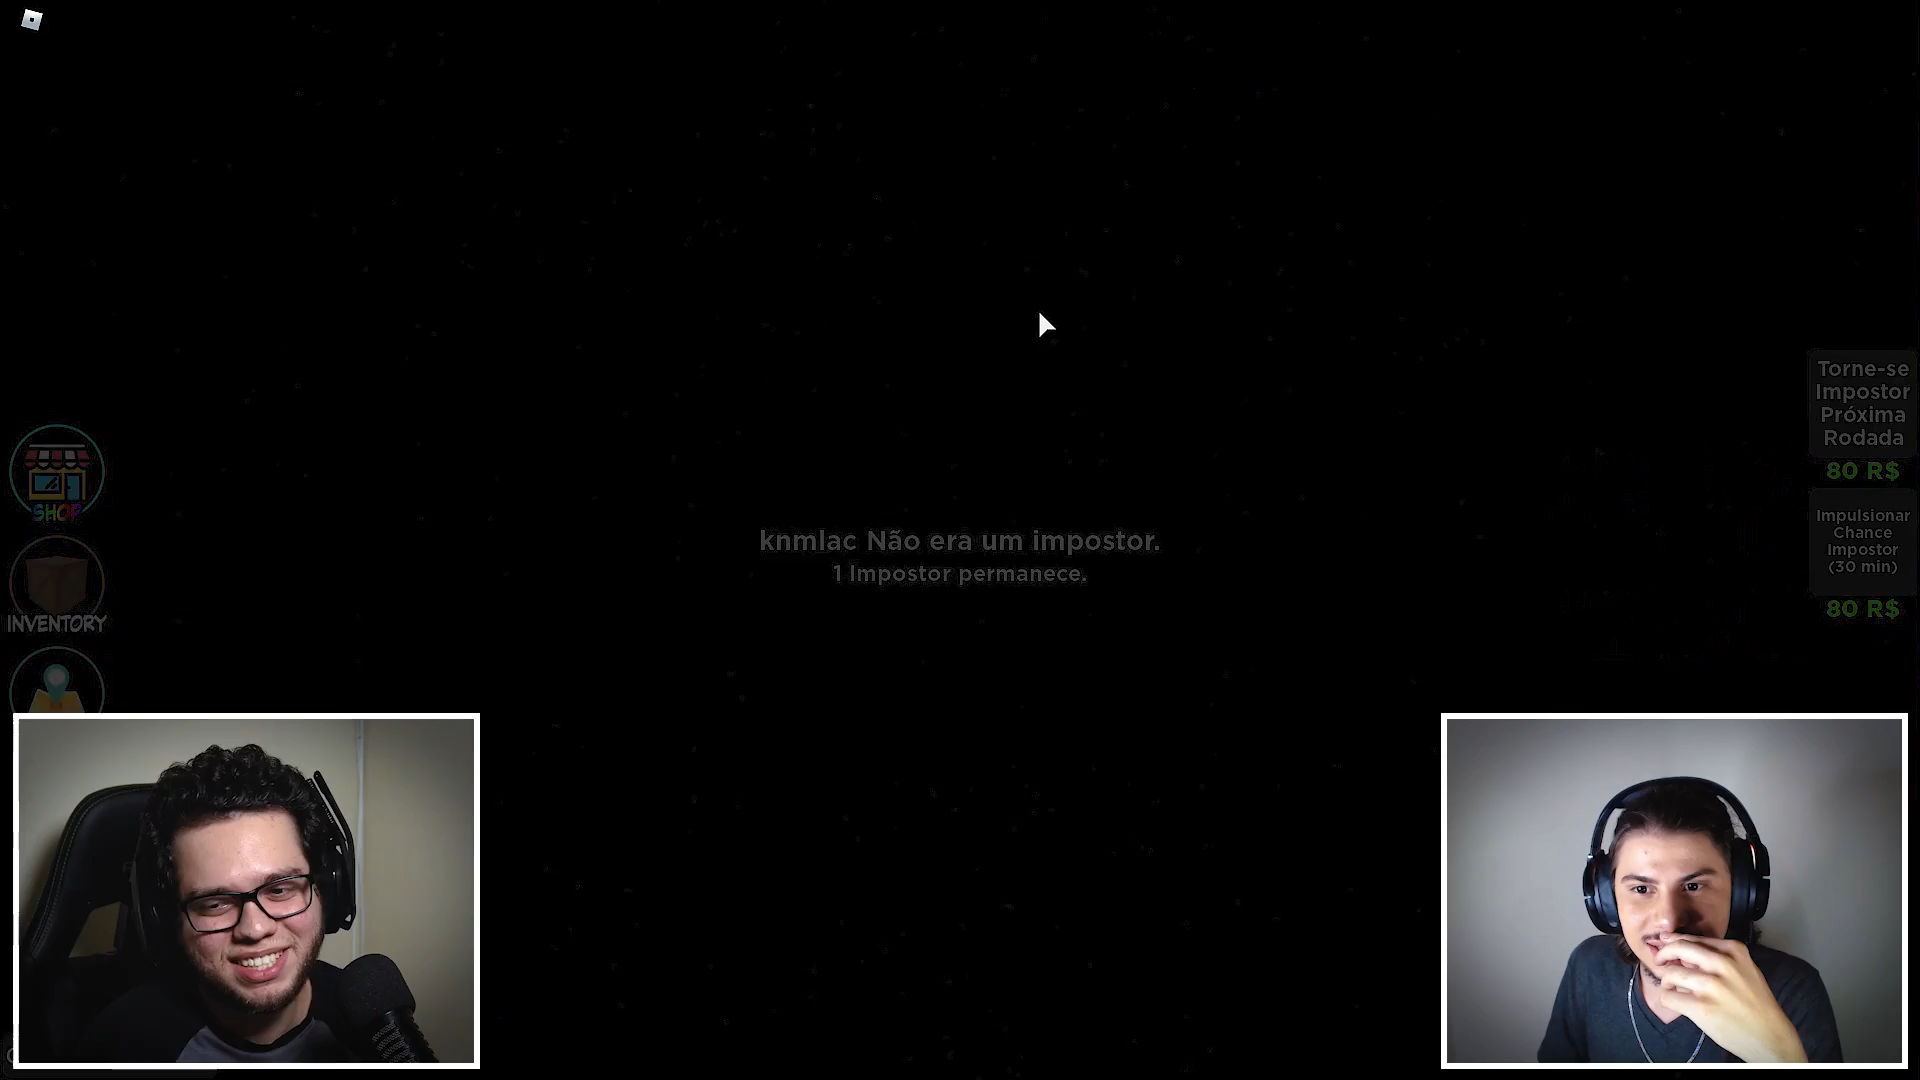 SHOP
INVENTORY
knmlac Não era um impostor.
1 Impostor permanece.
Torne-se
Impostor
Próxima
Rodada
80 R$
Impulsionar
Chance
Impostor
(30 min)
80 R$